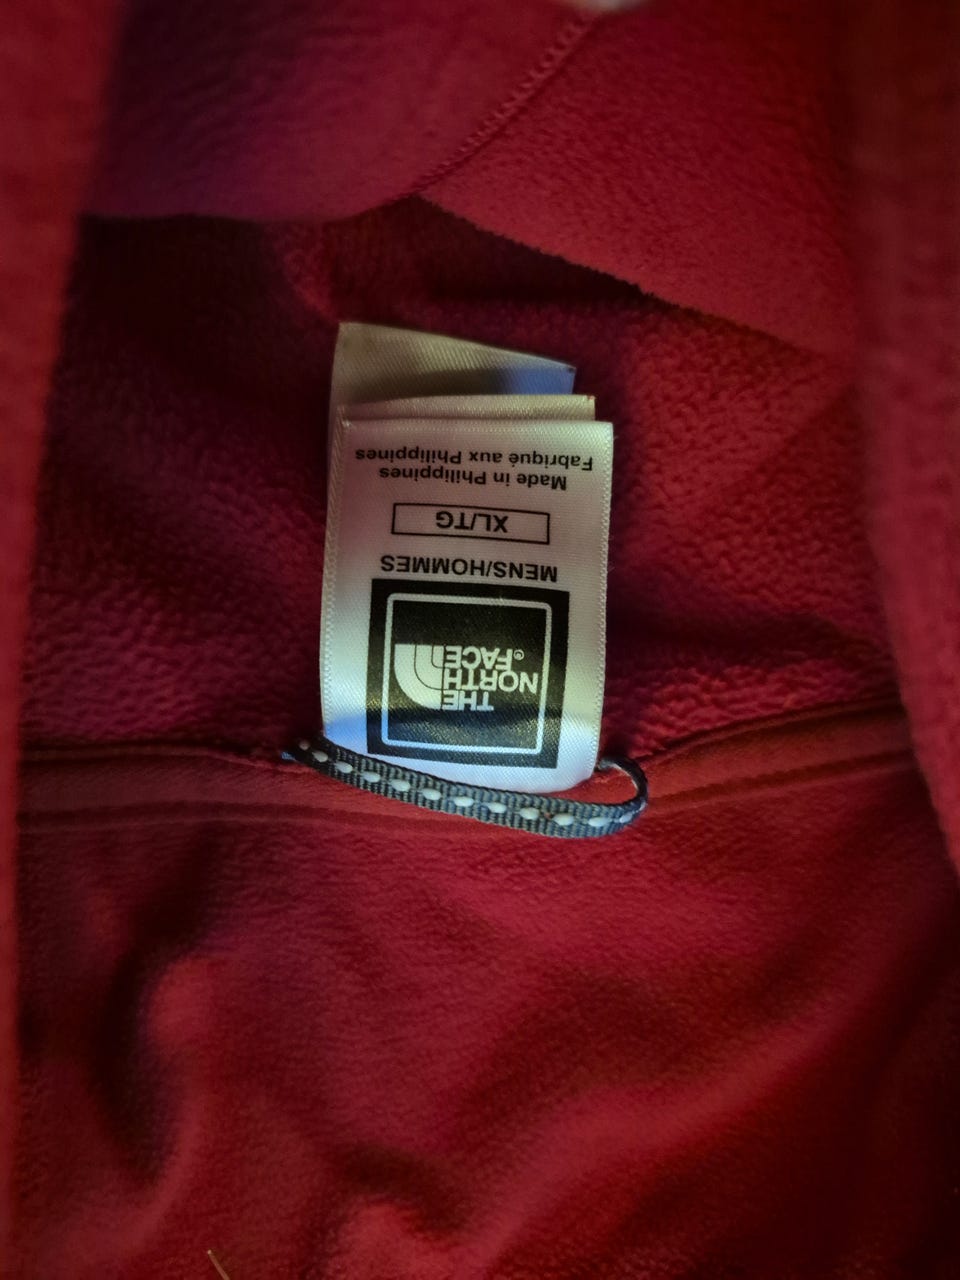 THE
NORTH
FACE®
MENS/HOMMES
XL/TG
Made in Philippines
Fabriqué aux Philippines